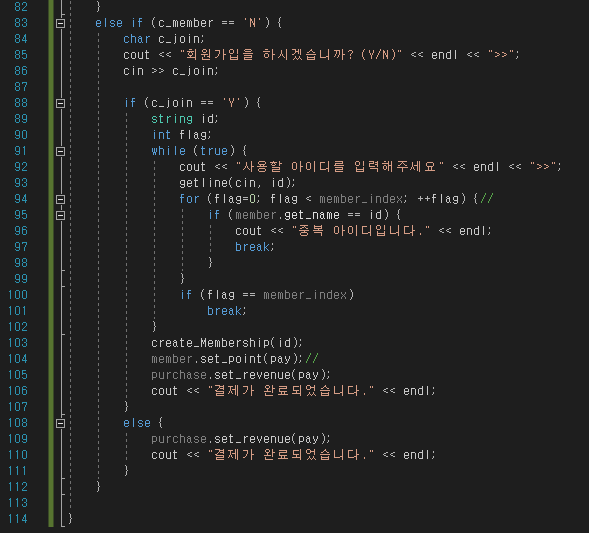 82 }
83 else if (c_member == 'N') {
84 char c_join;
85 cout << "회원가입을 하시겠습니까? (Y/N)" << endl << ">>";
86 cin >> c_join;
87
88 if (c_join == 'Y') {
89 string id;
90 int flag;
91 while (true) {
92 cout << "사용할 아이디를 입력해주세요" << endl << ">>";
93 getline(cin, id);
94 for (flag=0; flag < member_index; ++flag) {//
95 if (member.get_name == id) {
96 cout << "중복 아이디입니다." << endl;
97 break;
98 }
99 }
100 if (flag == member_index)
101 break;
102 }
103 create_Membership(id);
104 member.set_point(pay);//
105 purchase.set_revenue(pay);
106 cout << "결제가 완료되었습니다." << endl;
107 }
108 else {
109 purchase.set_revenue(pay);
110 cout << "결제가 완료되었습니다." << endl;
111 }
112 }
113
114 }